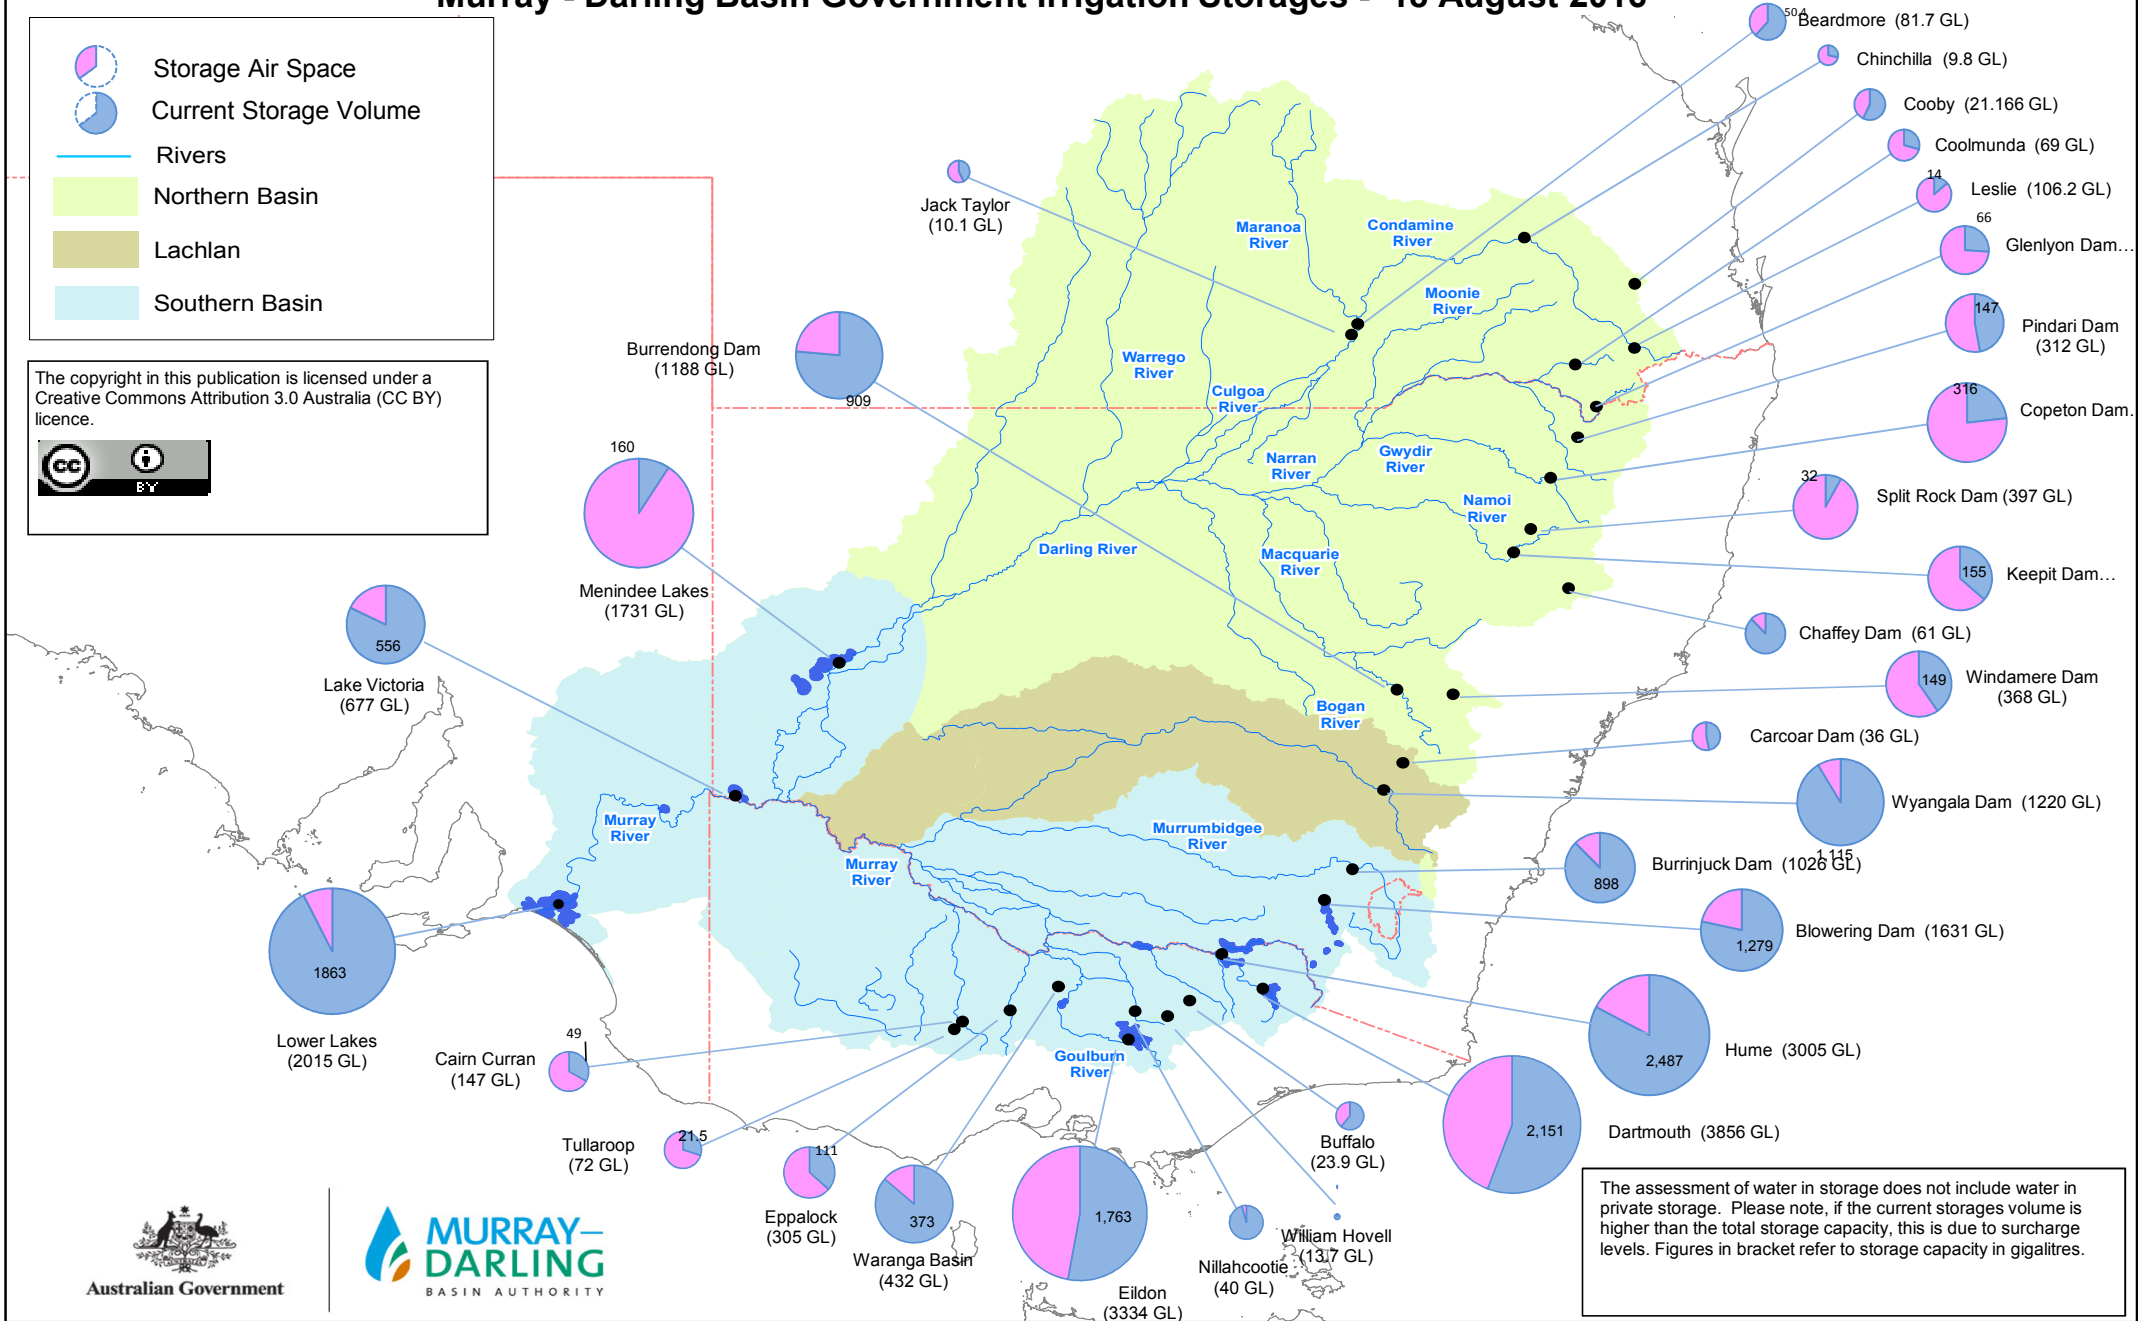 Murray - Darling Basin Government Irrigation Storages - 18 August 2016
Storage Air Space
Current Storage Volume
Rivers
Northern Basin
Lachlan
Southern Basin
The copyright in this publication is licensed under a
Creative Commons Attribution 3.0 Australia (CC BY)
licence.
cc
BY
50.4
Beardmore (81.7 GL)
Chinchilla (9.8 GL)
Cooby (21.166 GL)
Coolmunda (69 GL)
14
Leslie (106.2 GL)
66
Glenlyon Dam…
147
Pindari Dam
(312 GL)
316
Copeton Dam…
32
Split Rock Dam (397 GL)
155
Keepit Dam…
Chaffey Dam (61 GL)
149
Windamere Dam
(368 GL)
Carcoar Dam (36 GL)
Wyangala Dam (1220 GL)
1,115
Burrinjuck Dam (1026 GL)
898
Blowering Dam (1631 GL)
1,279
Hume (3005 GL)
2,487
Dartmouth (3856 GL)
2,151
Jack Taylor
(10.1 GL)
Burrendong Dam
(1188 GL)
909
160
Menindee Lakes
(1731 GL)
556
Lake Victoria
(677 GL)
1863
Lower Lakes
(2015 GL)
49
Cairn Curran
(147 GL)
Tullaroop
(72 GL)
21.5
111
Eppalock
(305 GL)
373
Waranga Basin
(432 GL)
1,763
Eildon
(3334 GL)
Nillahcootie
(40 GL)
William Hovell
(13.7 GL)
Buffalo
(23.9 GL)
Maranoa
River
Condamine
River
Moonie
River
Warrego
River
Culgoa
River
Narran
River
Gwydir
River
Namoi
River
Darling River
Macquarie
River
Bogan
River
Murray
River
Murray
River
Murrumbidgee
River
Goulburn
River
Australian Government
MURRAY–
DARLING
BASIN AUTHORITY
The assessment of water in storage does not include water in
private storage. Please note, if the current storages volume is
higher than the total storage capacity, this is due to surcharge
levels. Figures in bracket refer to storage capacity in gigalitres.